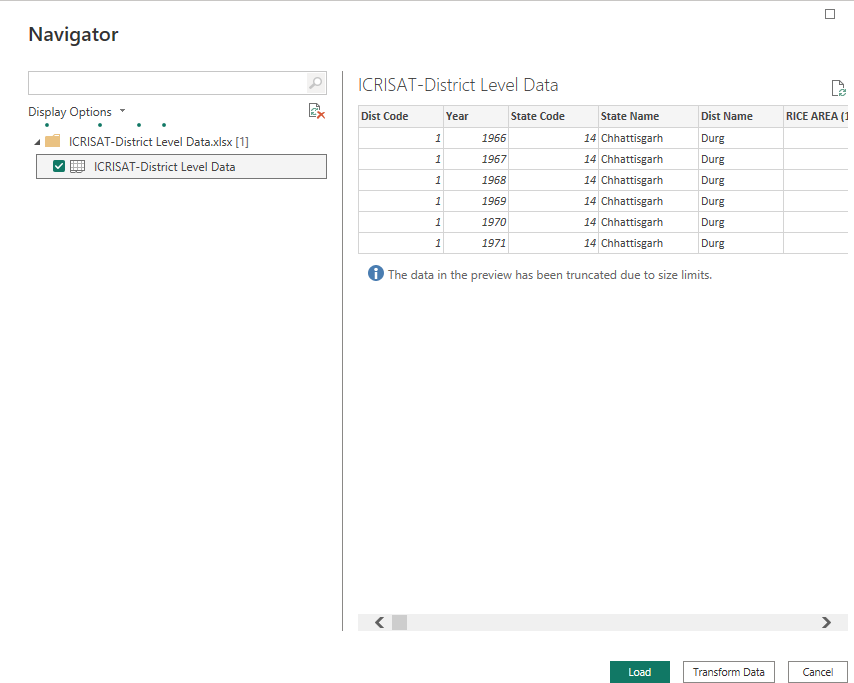 Navigator
Display Options
ICRISAT-District Level Data.xlsx [1]
ICRISAT-District Level Data
ICRISAT-District Level Data
Dist Code Year State Code State Name Dist Name RICE AREA (1
1 1966 14 Chhattisgarh Durg
1 1967 14 Chhattisgarh Durg
1 1968 14 Chhattisgarh Durg
1 1969 14 Chhattisgarh Durg
1 1970 14 Chhattisgarh Durg
1 1971 14 Chhattisgarh Durg
The data in the preview has been truncated due to size limits.
Load Transform Data Cancel